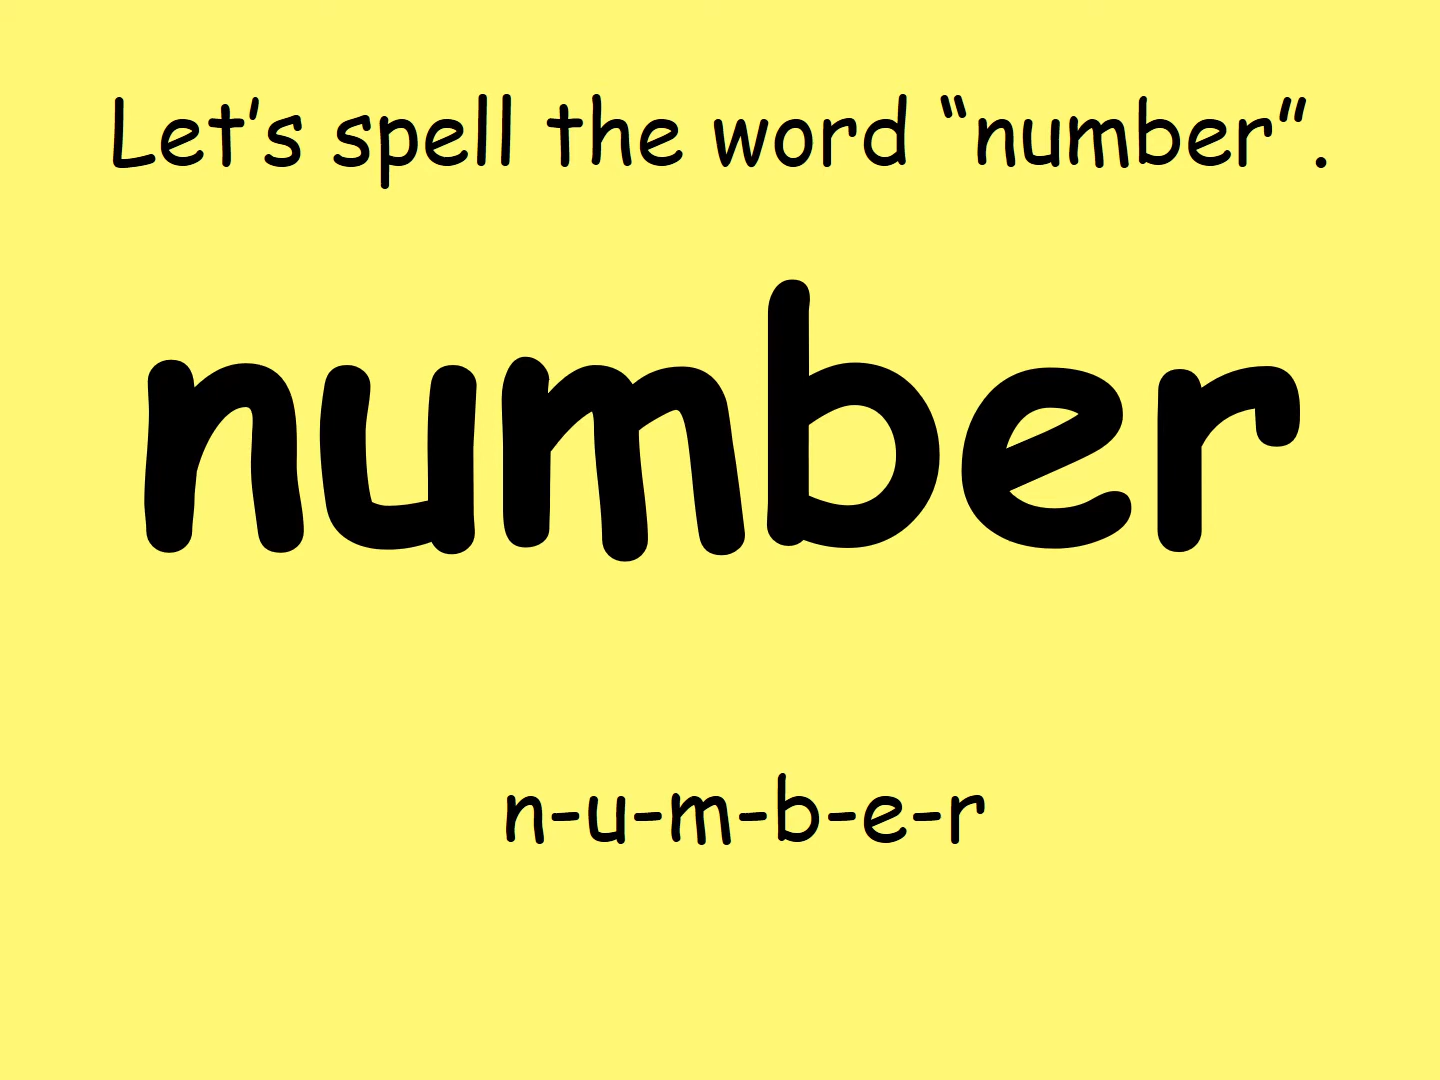 Let’s spell the word “number”.
number
n-u-m-b-e-r